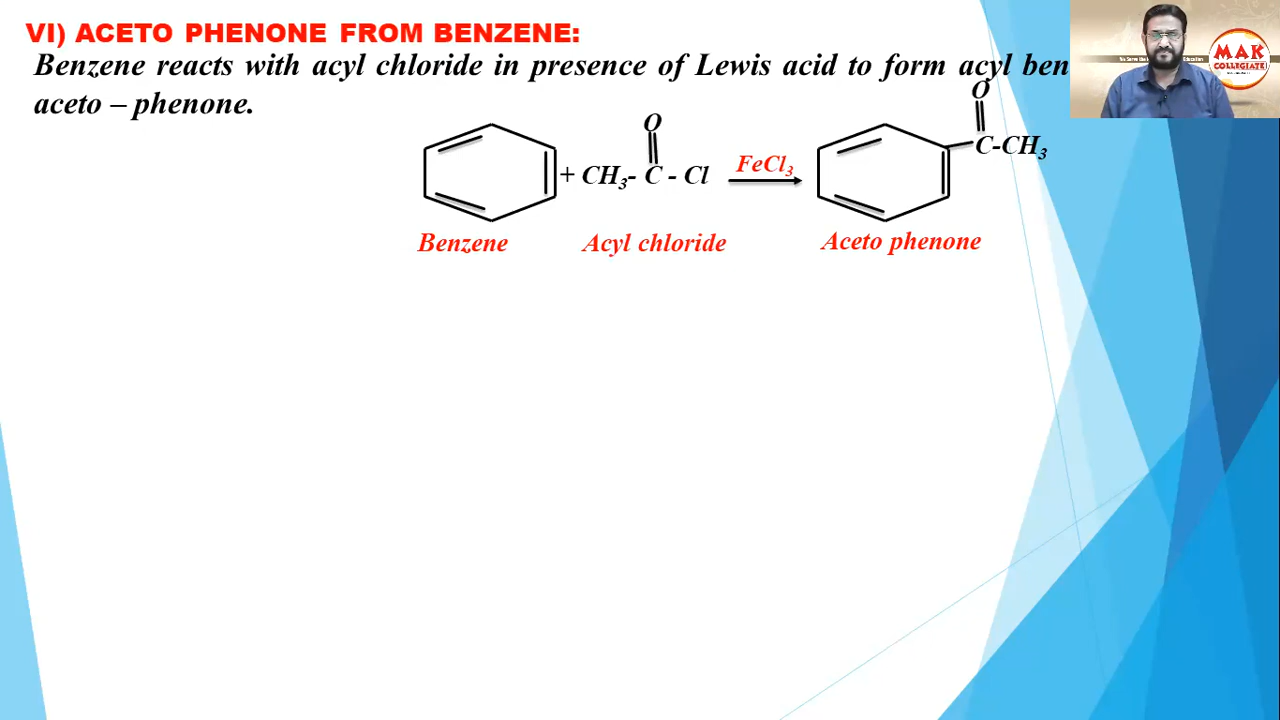 VI) ACETO PHENONE FROM BENZENE:
Benzene reacts with acyl chloride in presence of Lewis acid to form acyl ben
aceto – phenone.
O
O
C-CH3
+ CH3- C - Cl
FeCl3
Benzene
Acyl chloride
Aceto phenone
MAK
COLLEGIATE